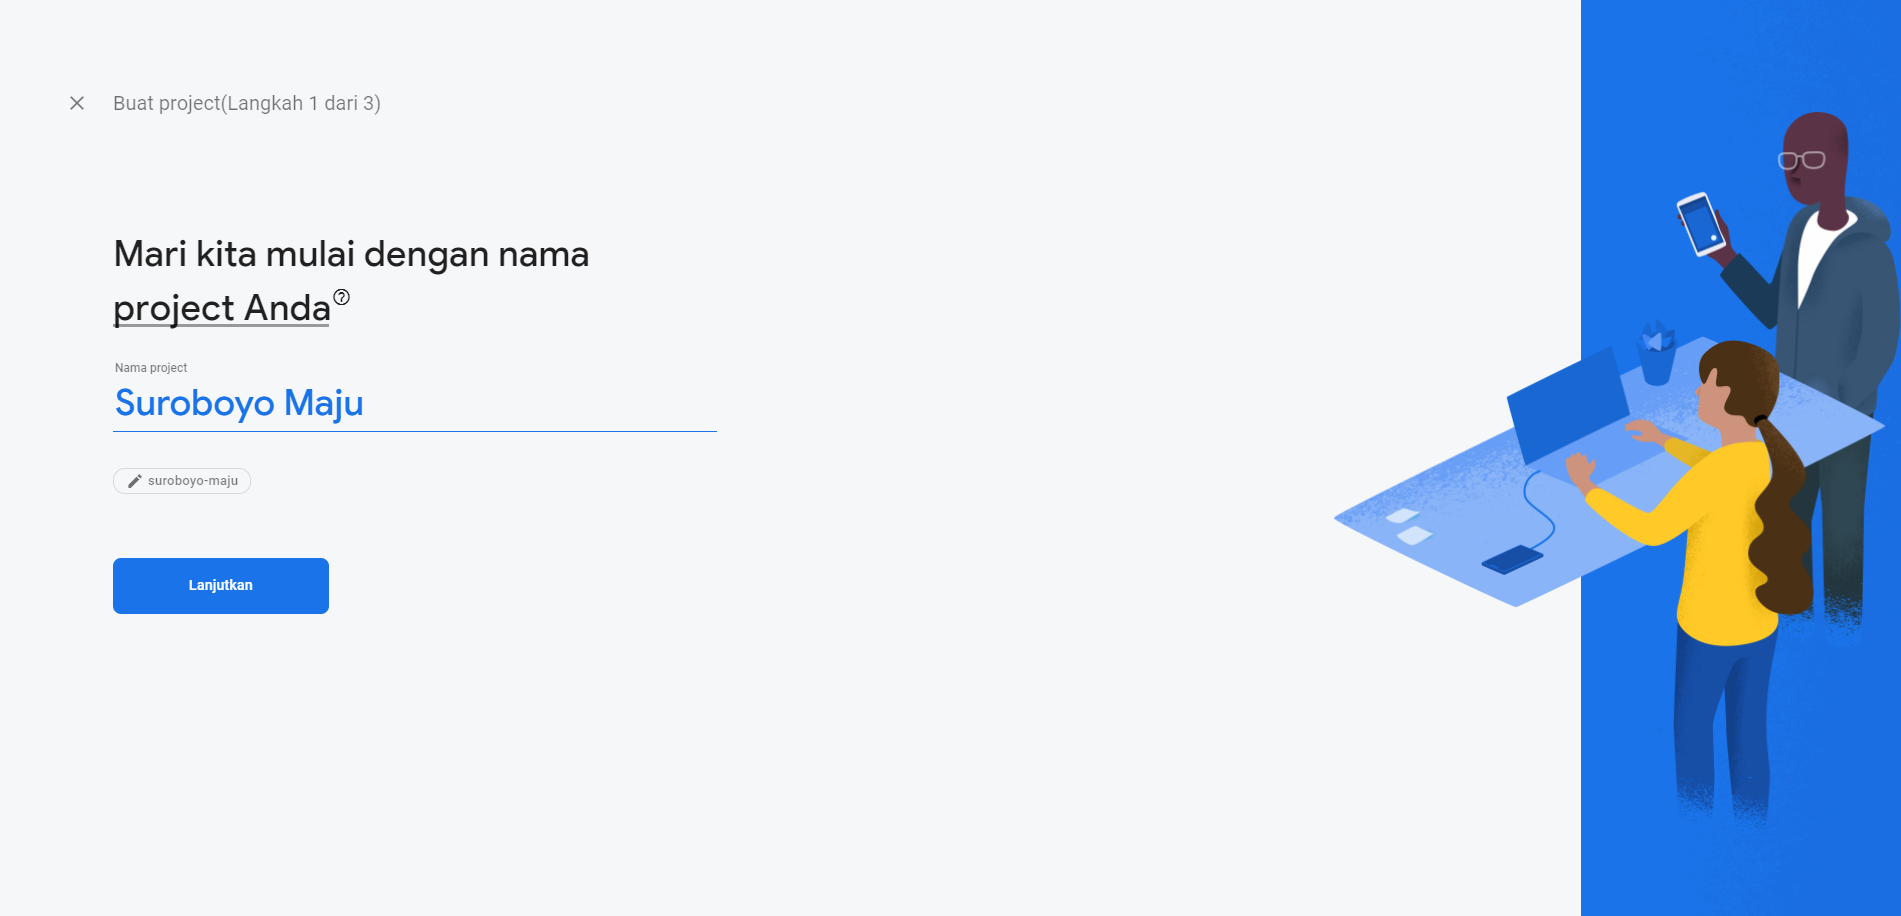 Buat project(Langkah 1 dari 3)
Mari kita mulai dengan nama
project Anda
Nama project
Suroboyo Maju
suroboyo-maju
Lanjutkan